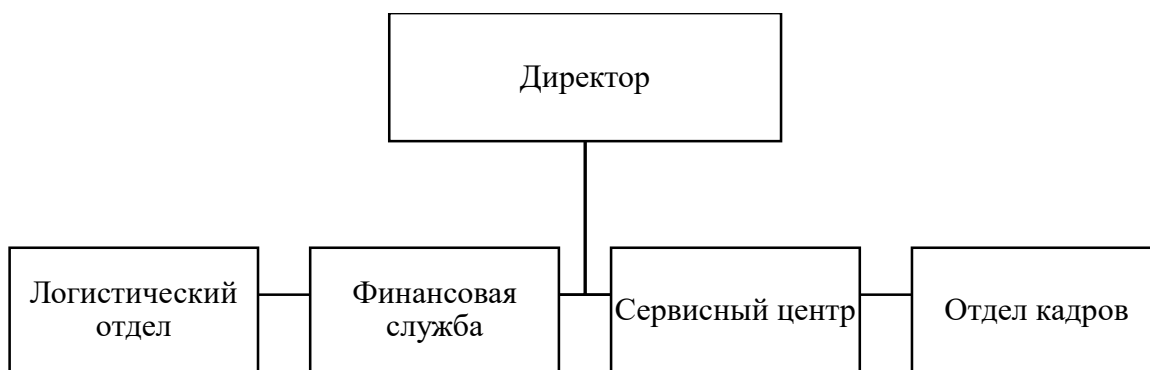 Директор
Логистический
отдел
Финансовая
служба
Сервисный центр
Отдел кадров